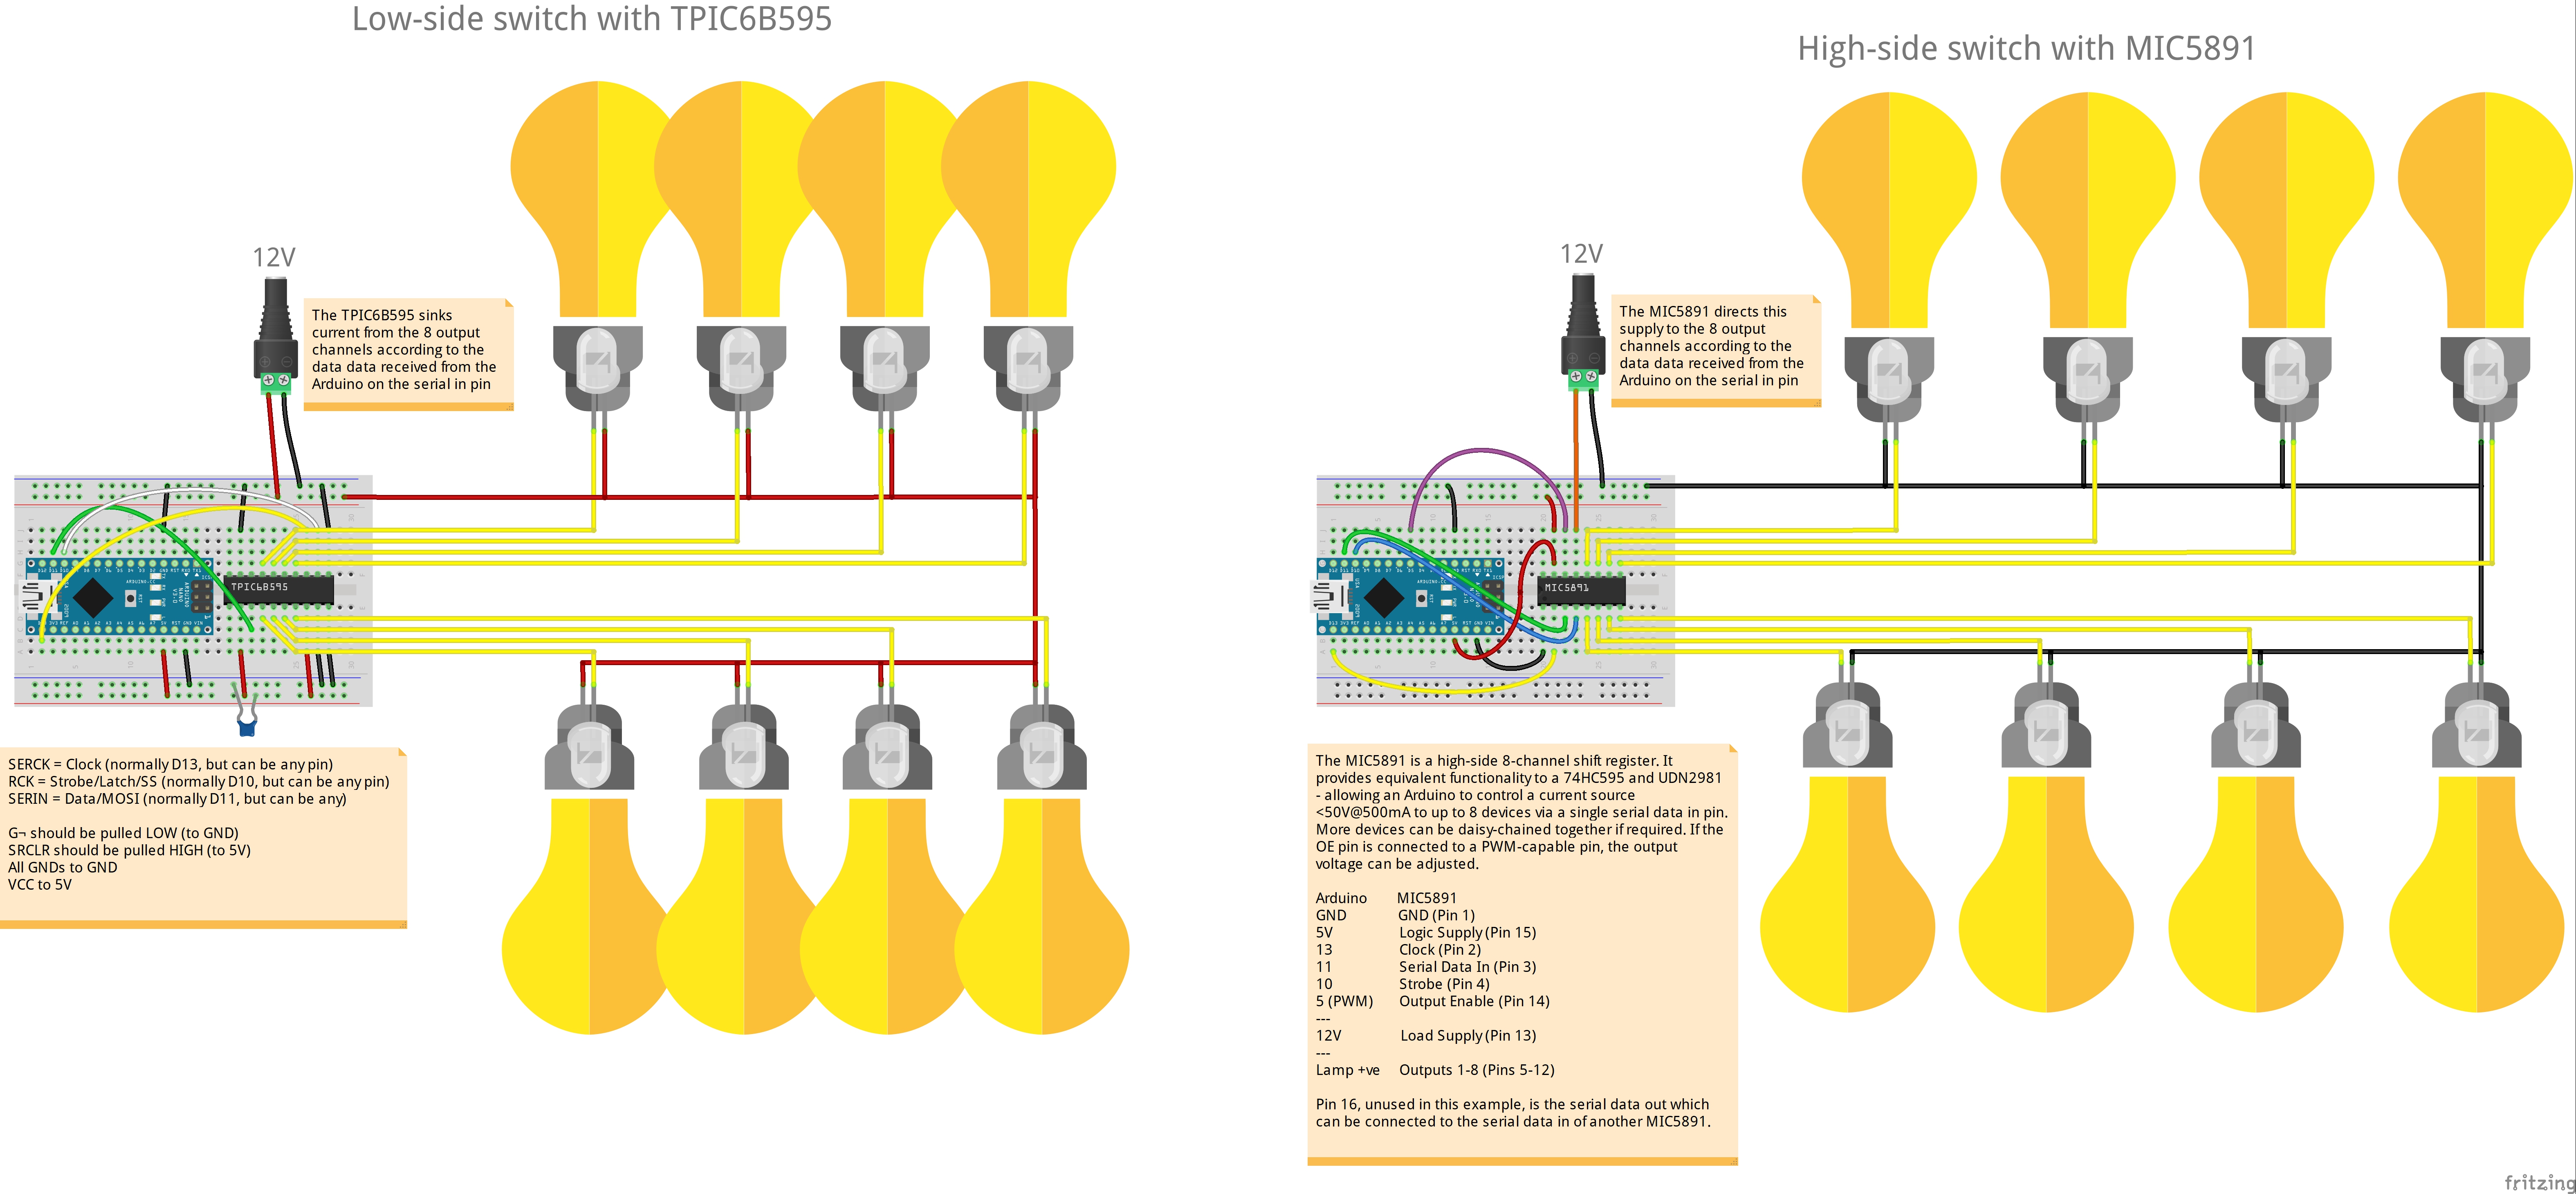 Low-side switch with TPIC6B595
12V
The TPIC6B595 sinks
current from the 8 output
channels according to the
data data received from the
Arduino on the serial in pin
TPIC6B595
SERCK = Clock (normally D13, but can be any pin)
RCK = Strobe/Latch/SS (normally D10, but can be any pin)
SERIN = Data/MOSI (normally D11, but can be any)
G¬ should be pulled LOW (to GND)
SRCLR should be pulled HIGH (to 5V)
All GNDs to GND
VCC to 5V
High-side switch with MIC5891
12V
The MIC5891 directs this
supply to the 8 output
channels according to the
data data received from the
Arduino on the serial in pin
MIC5891
The MIC5891 is a high-side 8-channel shift register. It
provides equivalent functionality to a 74HC595 and UDN2981
- allowing an Arduino to control a current source
<50V@500mA to up to 8 devices via a single serial data in pin.
More devices can be daisy-chained together if required. If the
OE pin is connected to a PWM-capable pin, the output
voltage can be adjusted.
Arduino MIC5891
GND GND (Pin 1)
5V Logic Supply (Pin 15)
13 Clock (Pin 2)
11 Serial Data In (Pin 3)
10 Strobe (Pin 4)
5 (PWM) Output Enable (Pin 14)
---
12V Load Supply (Pin 13)
---
Lamp +ve Outputs 1-8 (Pins 5-12)
Pin 16, unused in this example, is the serial data out which
can be connected to the serial data in of another MIC5891.
fritzing